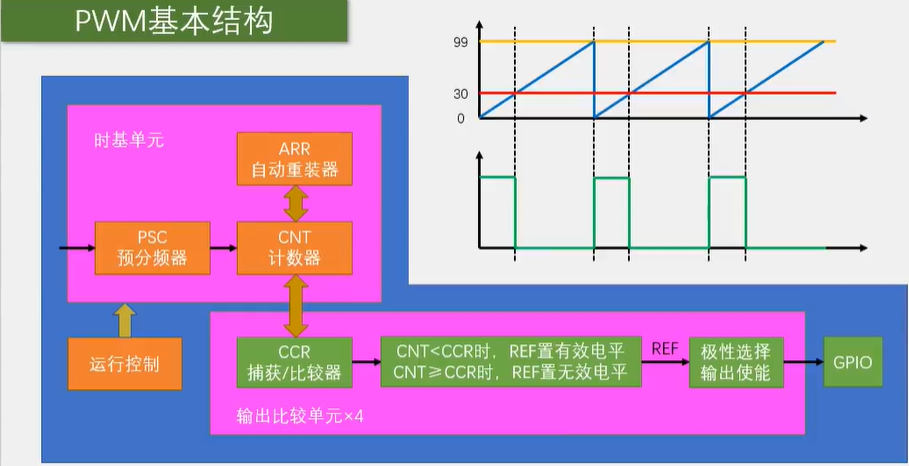 PWM基本结构
99
30
0
时基单元
ARR
自动重装器
PSC
预分频器
CNT
计数器
运行控制
CCR
捕获/比较器
CNT<CCR时，REF置有效电平
CNT≥CCR时，REF置无效电平
REF
极性选择
输出使能
GPIO
输出比较单元×4